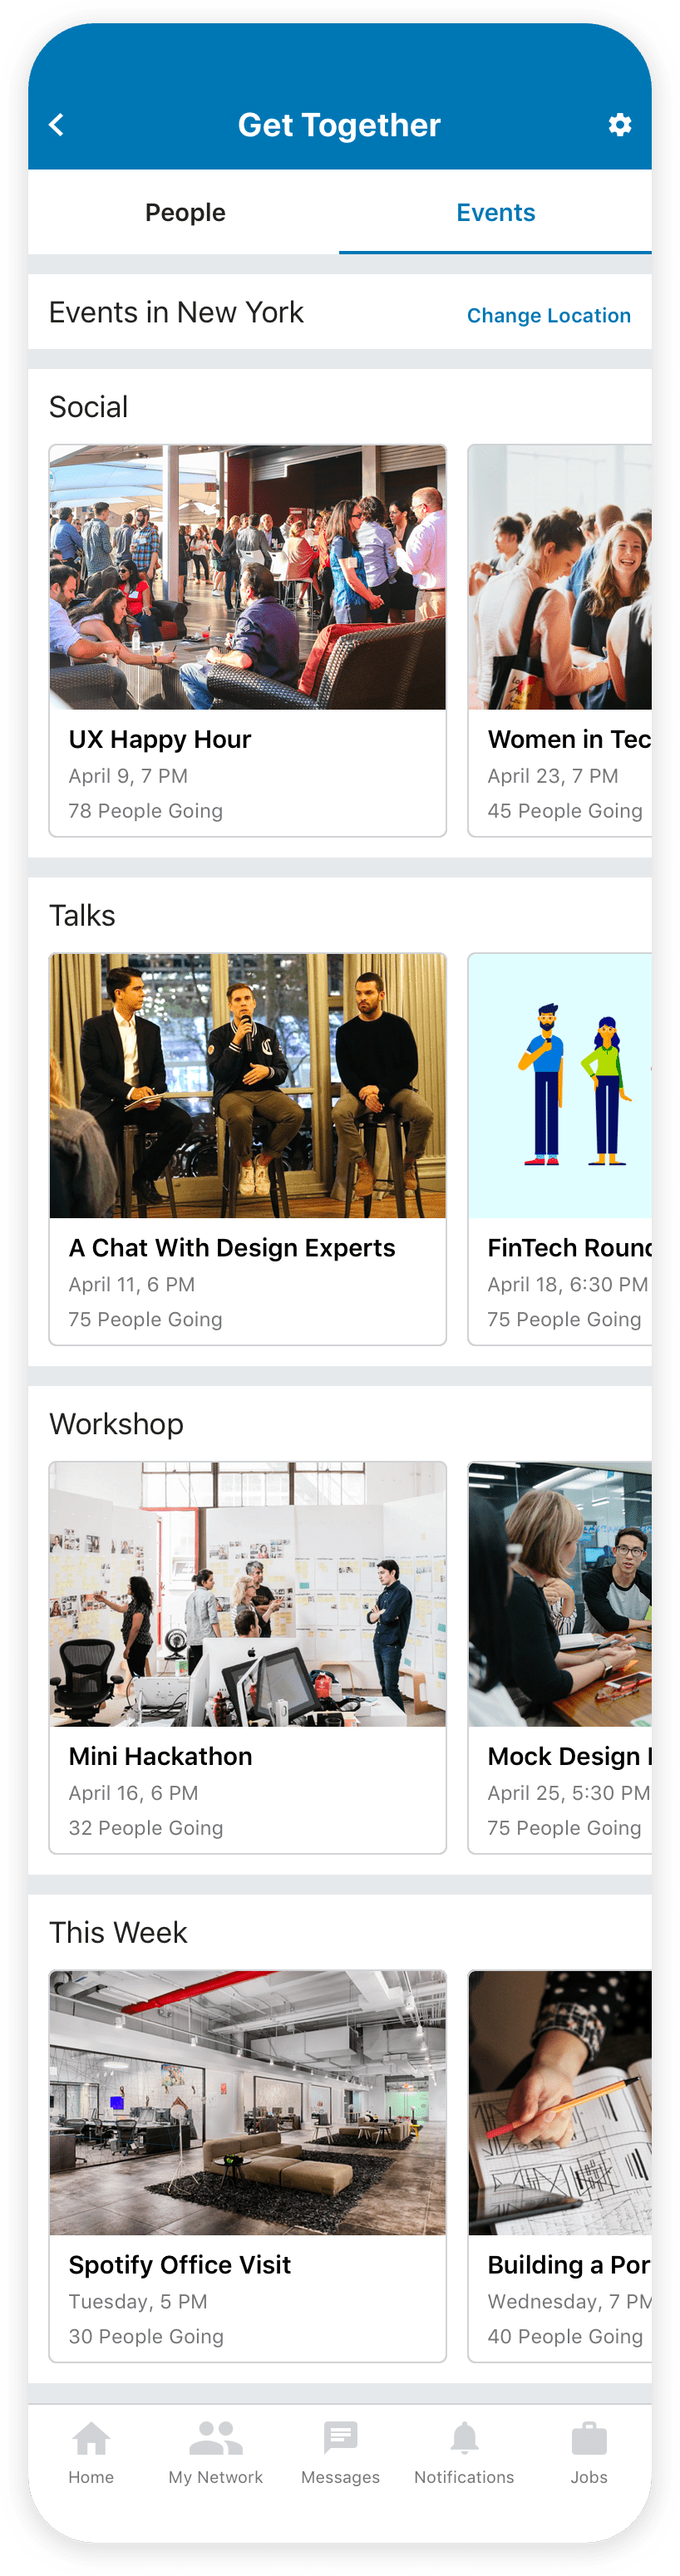 Get Together
People
Events
Events in New York
Change Location
Social
UX Happy Hour
April 9, 7 PM
78 People Going
Women in Tec
April 23, 7 PM
45 People Going
Talks
A Chat With Design Experts
April 11, 6 PM
75 People Going
FinTech Roun
April 18, 6:30 PM
75 People Going
Workshop
Mini Hackathon
April 16, 6 PM
32 People Going
Mock Design
April 25, 5:30 PM
75 People Going
This Week
Spotify Office Visit
Tuesday, 5 PM
30 People Going
Building a Por
Wednesday, 7 PM
40 People Going
Home
My Network
Messages
Notifications
Jobs